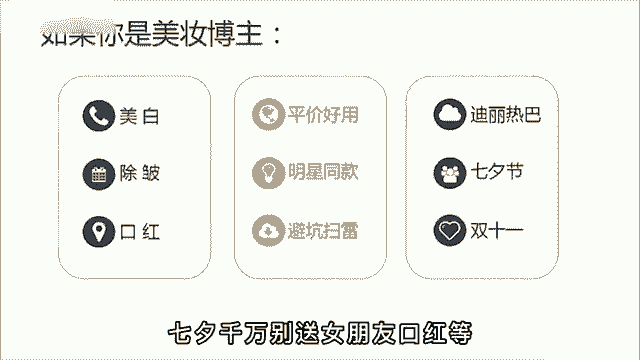 如果你是美妆博主：
美白
除皱
口红
平价好用
明星同款
避坑扫雷
迪丽热巴
七夕节
双十一
七夕千万别送女朋友口红等